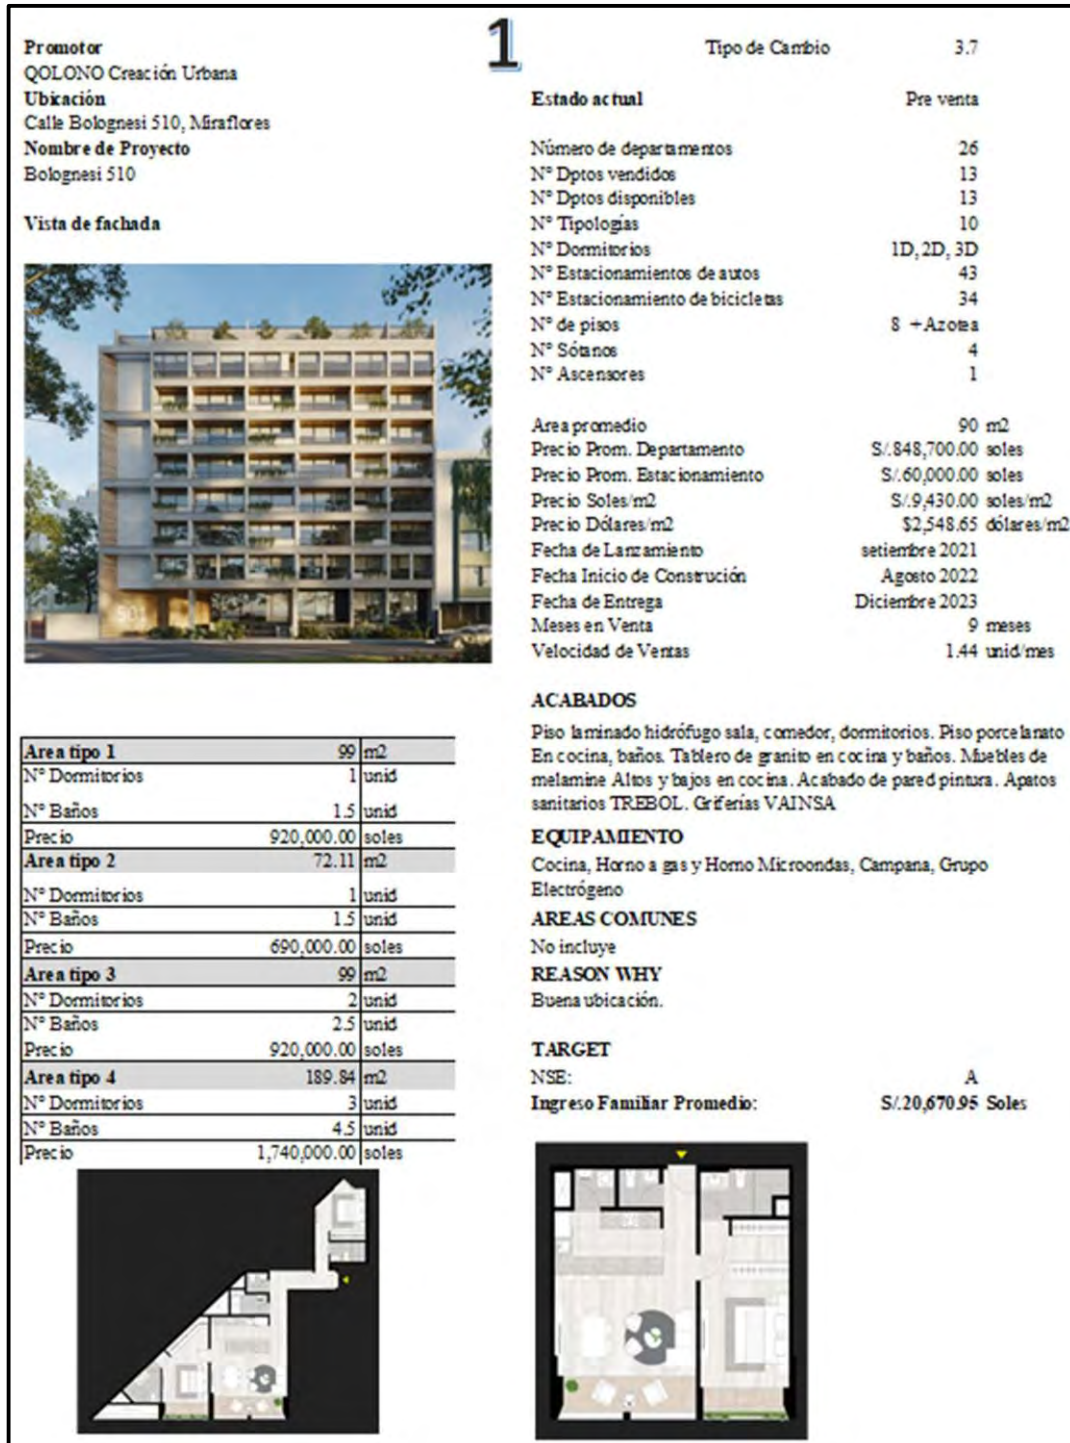 1
Promotor
QOLONO Creación Urbana
Ubicación
Calle Bolognesi 510, Miraflores
Nombre de Proyecto
Bolognesi 510
Vista de fachada
501
Area tipo 1 99 m2
N° Dormitorios 1 unid
N° Baños 1.5 unid
Precio 920,000.00 soles
Area tipo 2 72.11 m2
N° Dormitorios 1 unid
N° Baños 1.5 unid
Precio 690,000.00 soles
Area tipo 3 99 m2
N° Dormitorios 2 unid
N° Baños 2.5 unid
Precio 920,000.00 soles
Area tipo 4 189.84 m2
N° Dormitorios 3 unid
N° Baños 4.5 unid
Precio 1,740,000.00 soles
Tipo de Cambio 3.7
Estado actual Pre venta
Número de departamentos 26
N° Dptos vendidos 13
N° Dptos disponibles 13
N° Tipologías 10
N° Dormitorios 1D, 2D, 3D
N° Estacionamientos de autos 43
N° Estacionamiento de bicicletas 34
N° de pisos 8 + Azotea
N° Sótanos 4
N° Ascensores 1
Area promedio 90 m2
Precio Prom. Departamento S/.848,700.00 soles
Precio Prom. Estacionamiento S/.60,000.00 soles
Precio Soles/m2 S/.9,430.00 soles/m2
Precio Dólares/m2 $2,548.65 dólares/m2
Fecha de Lanzamiento setiembre 2021
Fecha Inicio de Construción Agosto 2022
Fecha de Entrega Diciembre 2023
Meses en Venta 9 meses
Velocidad de Ventas 1.44 unid/mes
ACABADOS
Piso laminado hidrófugo sala, comedor, dormitorios. Piso porcelanato
En cocina, baños. Tablero de granito en cocina y baños. Muebles de
melamine Altos y bajos en cocina. Acabado de pared pintura. Apatos
sanitarios TREBOL. Griferías VAINSA
EQUIPAMIENTO
Cocina, Horno a gas y Horno Microondas, Campana, Grupo
Electrógeno
AREAS COMUNES
No incluye
REASON WHY
Buena ubicación.
TARGET
NSE: A
Ingreso Familiar Promedio: S/.20,670.95 Soles